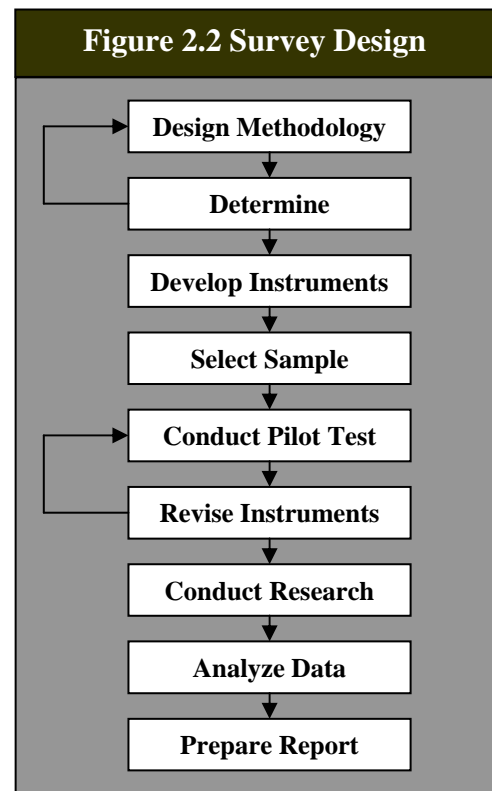 Figure 2.2 Survey Design
Design Methodology
Determine
Develop Instruments
Select Sample
Conduct Pilot Test
Revise Instruments
Conduct Research
Analyze Data
Prepare Report